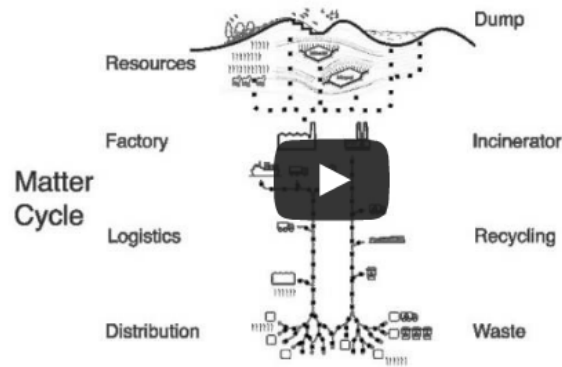 Dump
Resources
Factory
Incinerator
Matter
Cycle
Logistics
Recycling
Distribution
Waste